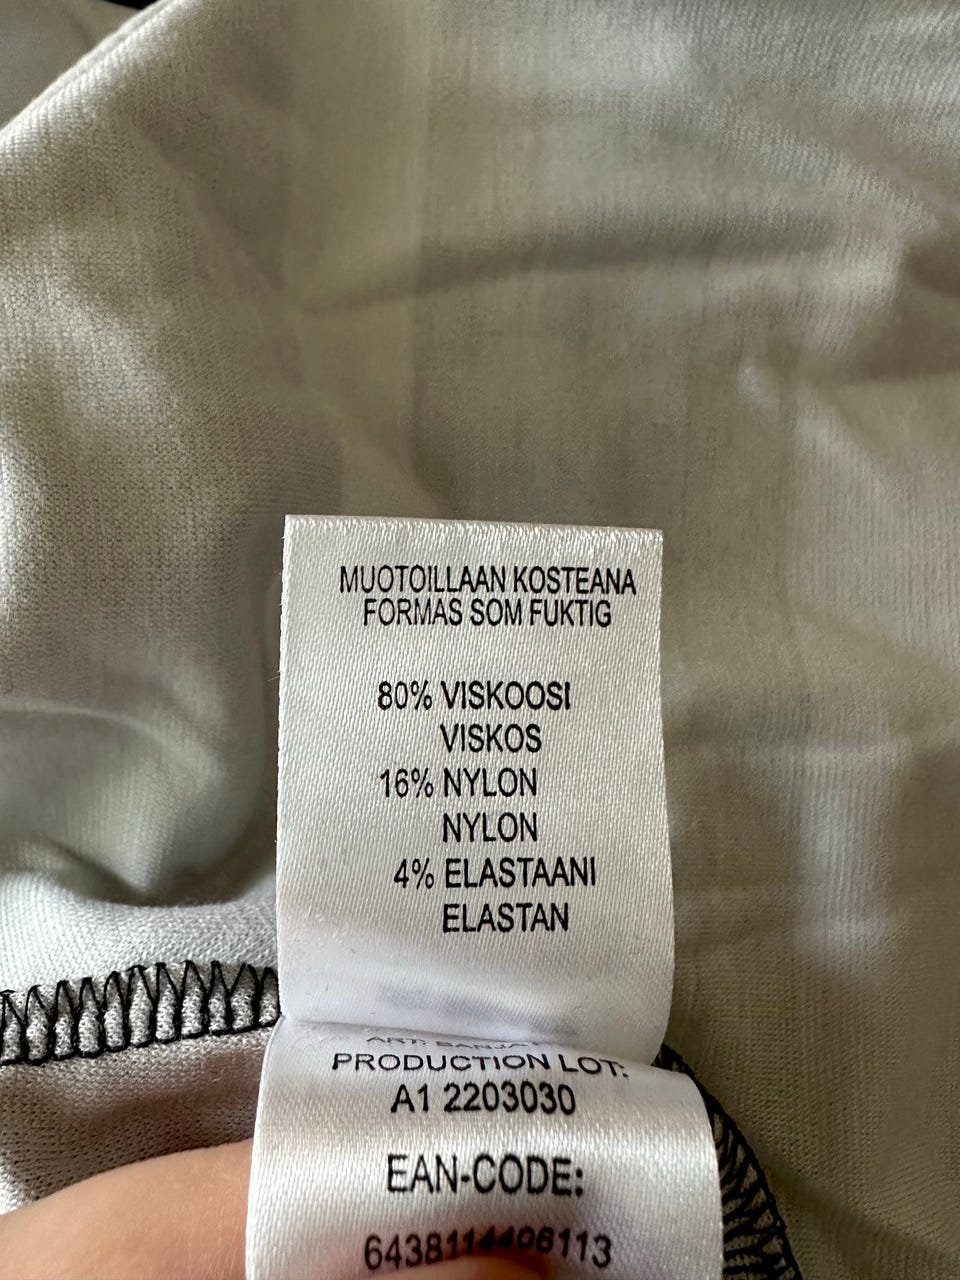 MUOTOILLAAN KOSTEANA
FORMAS SOM FUKTIG
80% VISKOOSI
VISKOS
16% NYLON
NYLON
4% ELASTAANI
ELASTAN
ART:
PRODUCTION LOT:
A1 2203030
EAN-CODE:
6438114406113